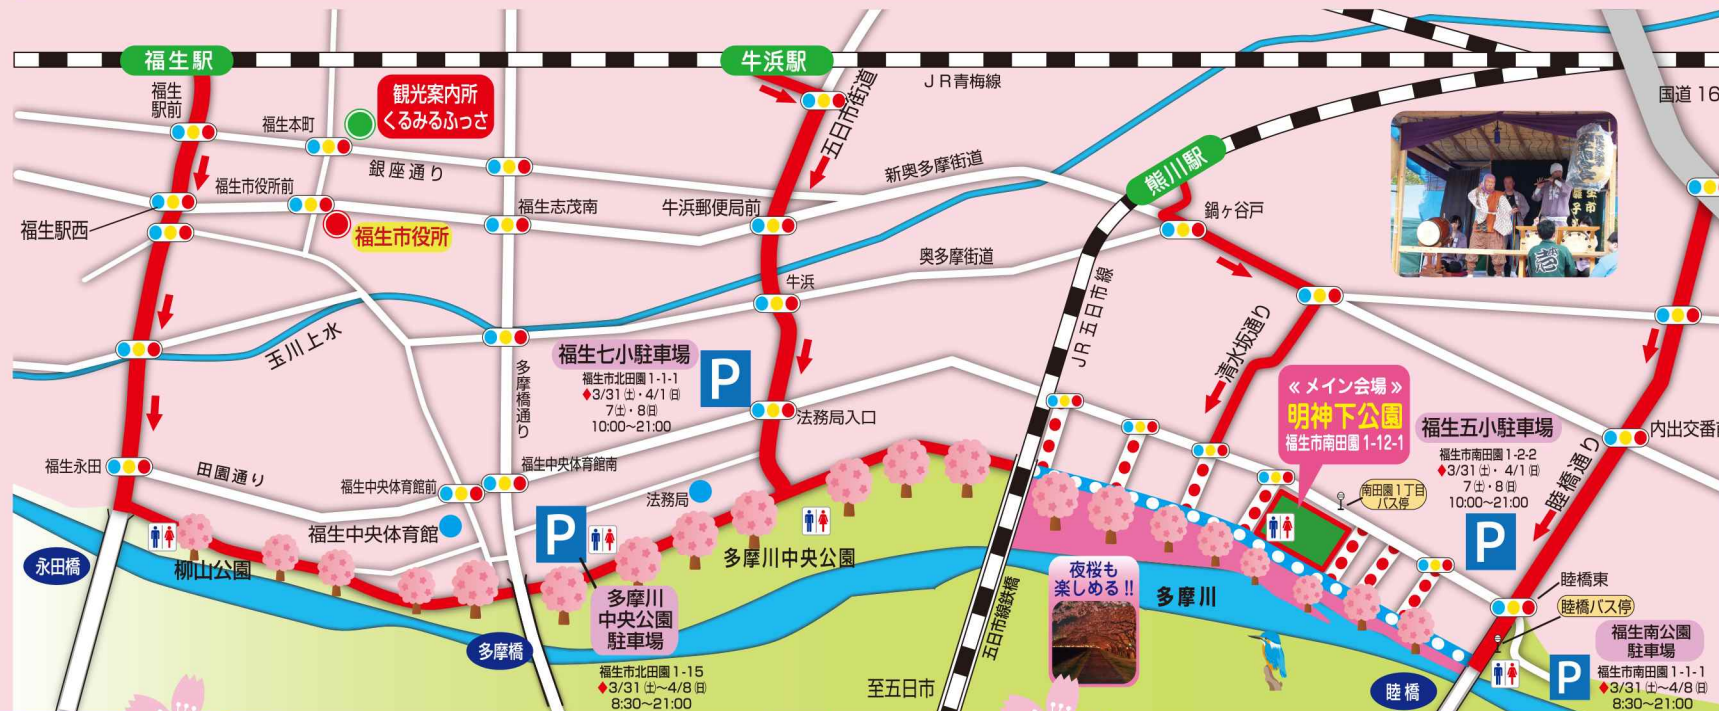 福生駅
牛浜駅
JR青梅線
国道16
福生
駅前
福生本町
観光案内所
くるみるふっさ
銀座通り
五日市街道
新奥多摩街道
熊川駅
福生市役所前
福生駅西
福生市役所
福生志茂南
牛浜郵便局前
鍋ヶ谷戸
奥多摩街道
牛浜
玉川上水
多摩橋通り
JR五日市線
清水坂通り
福生七小駐車場
福生市北田園1-1-1
◆3/31㊏・4/1㊐
7㊏・8㊐
10:00~21:00
P
法務局入口
≪メイン会場≫
明神下公園
福生市南田園1-12-1
福生五小駐車場
福生市南田園1-2-2
◆3/31㊏・4/1㊐
7㊏・8㊐
10:00~21:00
P
内出交番前
睦橋通り
南田園1丁目
バス停
福生永田
田園通り
福生中央体育館前
福生中央体育館南
福生中央体育館
法務局
P
多摩川中央公園
柳山公園
永田橋
多摩川
中央公園
駐車場
福生市北田園1-15
◆3/31㊏~4/8㊐
8:30~21:00
多摩橋
五日市線鉄橋
至五日市
夜桜も
楽しめる!!
多摩川
睦橋東
睦橋バス停
福生南公園
駐車場
福生市南田園1-1-1
◆3/31㊏~4/8㊐
8:30~21:00
P
睦橋